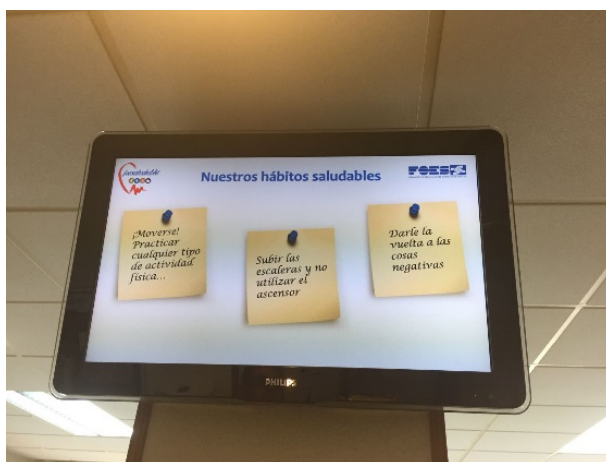 Nuestros hábitos saludables
FOES
¡Moverse!
Practicar
cualquier tipo
de actividad
física...
Subir las
escaleras y no
utilizar el
ascensor
Darle la
vuelta a las
cosas
negativas
PHILIPS